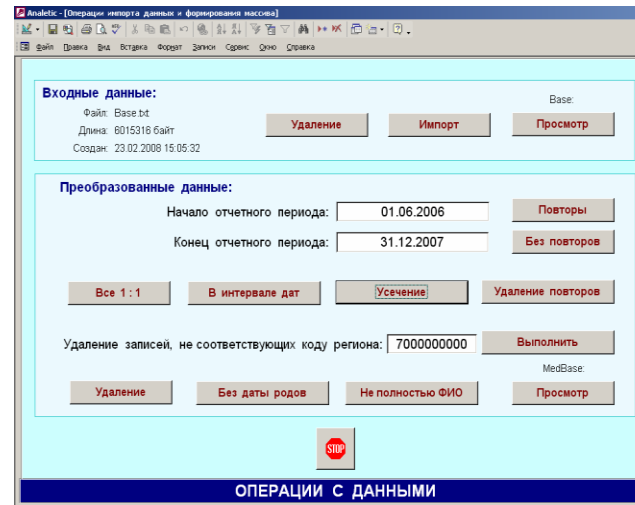 Analetic - [Операции импорта данных и формирования массива]
Файл Правка Вид Вставка Формат Записи Сервис Окно Справка
Входные данные:
Base:
Файл: Base.txt
Длина: 6015316 байт
Удаление Импорт Просмотр
Создан: 23.02.2008 15:05:32
Преобразованные данные:
Начало отчетного периода: 01.06.2006 Повторы
Конец отчетного периода: 31.12.2007 Без повторов
Все 1 : 1 В интервале дат Усечение Удаление повторов
Удаление записей, не соответствующих коду региона: 7000000000 Выполнить
MedBase:
Удаление Без даты родов Не полностью ФИО Просмотр
STOP
ОПЕРАЦИИ С ДАННЫМИ